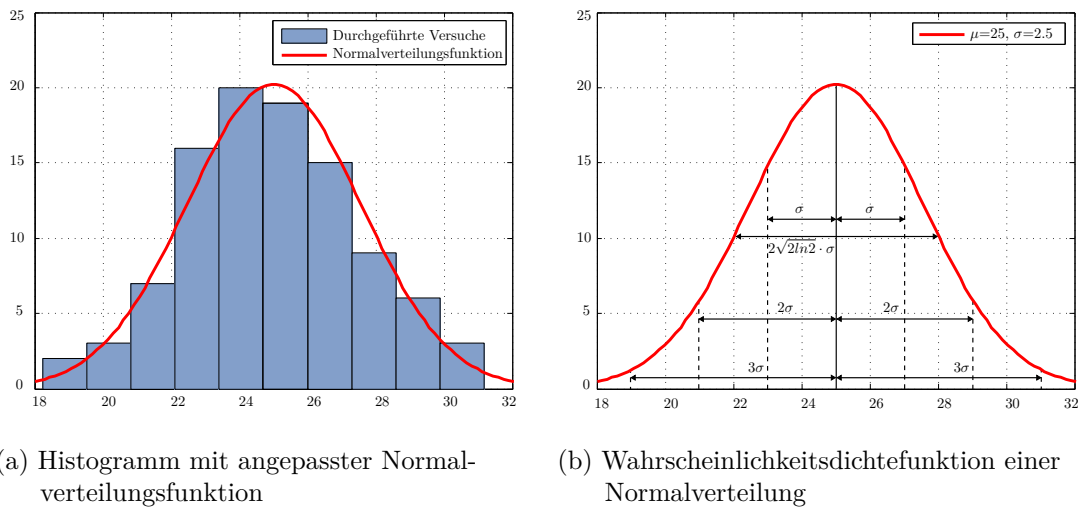 25
20
15
10
5
0
18
20
22
24
26
28
30
32
Durchgeführte Versuche
Normalverteilungsfunktion
25
20
15
10
5
0
18
20
22
24
26
28
30
32
μ=25, σ=2.5
σ
σ
2√2ln2 · σ
2σ
2σ
3σ
3σ
a) Histogramm mit angepasster Normal-
verteilungsfunktion
(b) Wahrscheinlichkeitsdichtefunktion einer
Normalverteilung